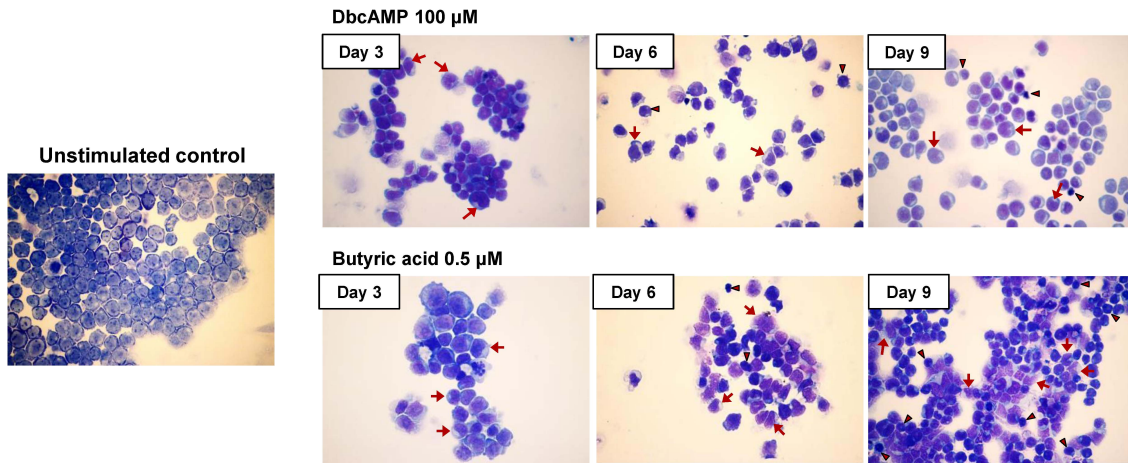 DbcAMP 100 µM
Day 3
Day 6
Day 9
Unstimulated control
Butyric acid 0.5 µM
Day 3
Day 6
Day 9